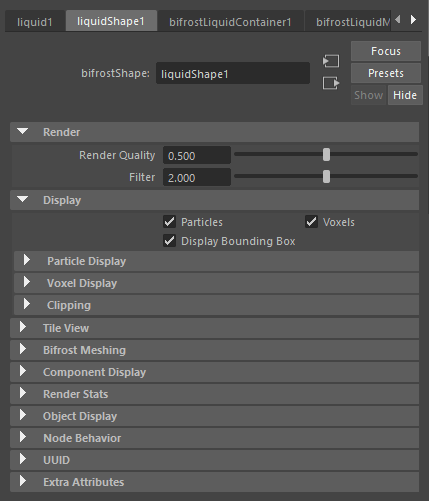 liquid1 liquidShape1 bifrostLiquidContainer1 bifrostLiquidM
Focus
bifrostShape: liquidShape1 Presets
Show Hide
Render
Render Quality 0.500
Filter 2.000
Display
Particles Voxels
Display Bounding Box
Particle Display
Voxel Display
Clipping
Tile View
Bifrost Meshing
Component Display
Render Stats
Object Display
Node Behavior
UUID
Extra Attributes